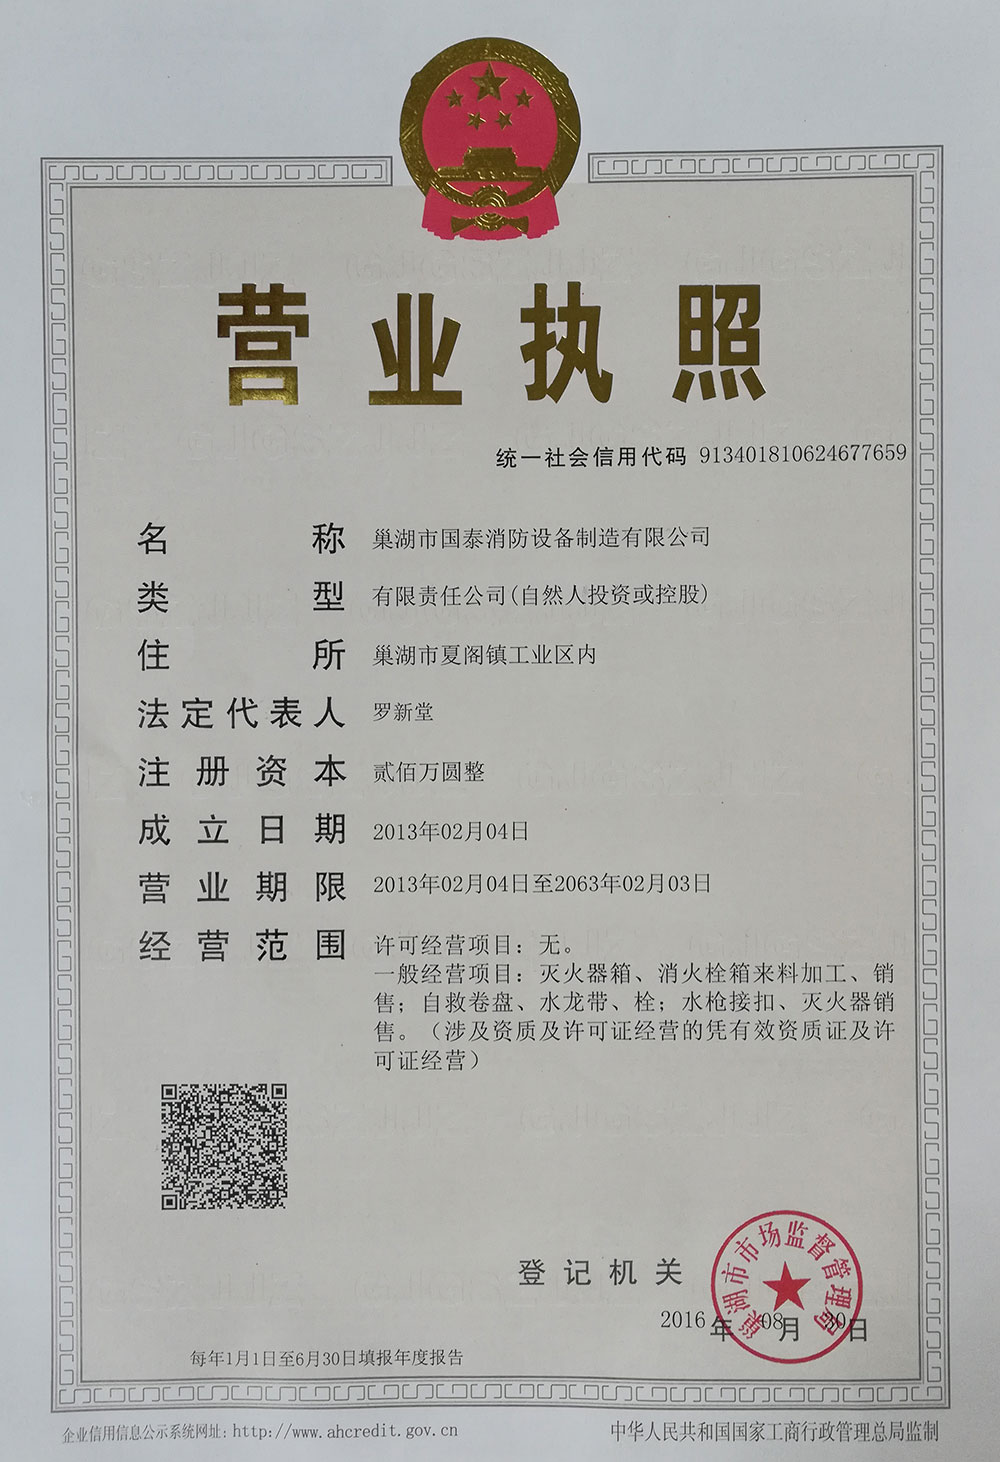 营业执照
统一社会信用代码 913401810624677659
名称 巢湖市国泰消防设备制造有限公司
类型 有限责任公司(自然人投资或控股)
住所 巢湖市夏阁镇工业区内
法定代表人 罗新堂
注册资本 贰佰万圆整
成立日期 2013年02月04日
营业期限 2013年02月04日至2063年02月03日
经营范围 许可经营项目：无。
一般经营项目：灭火器箱、消火栓箱来料加工、销
售；自救卷盘、水龙带、栓；水枪接扣、灭火器销
售。（涉及资质及许可证经营的凭有效资质证及许
可证经营）
登记机关
巢湖市市场监督管理局
2016年08月30日
每年1月1日至6月30日填报年度报告
企业信用信息公示系统网址：http://www.ahcredit.gov.cn
中华人民共和国国家工商行政管理总局监制